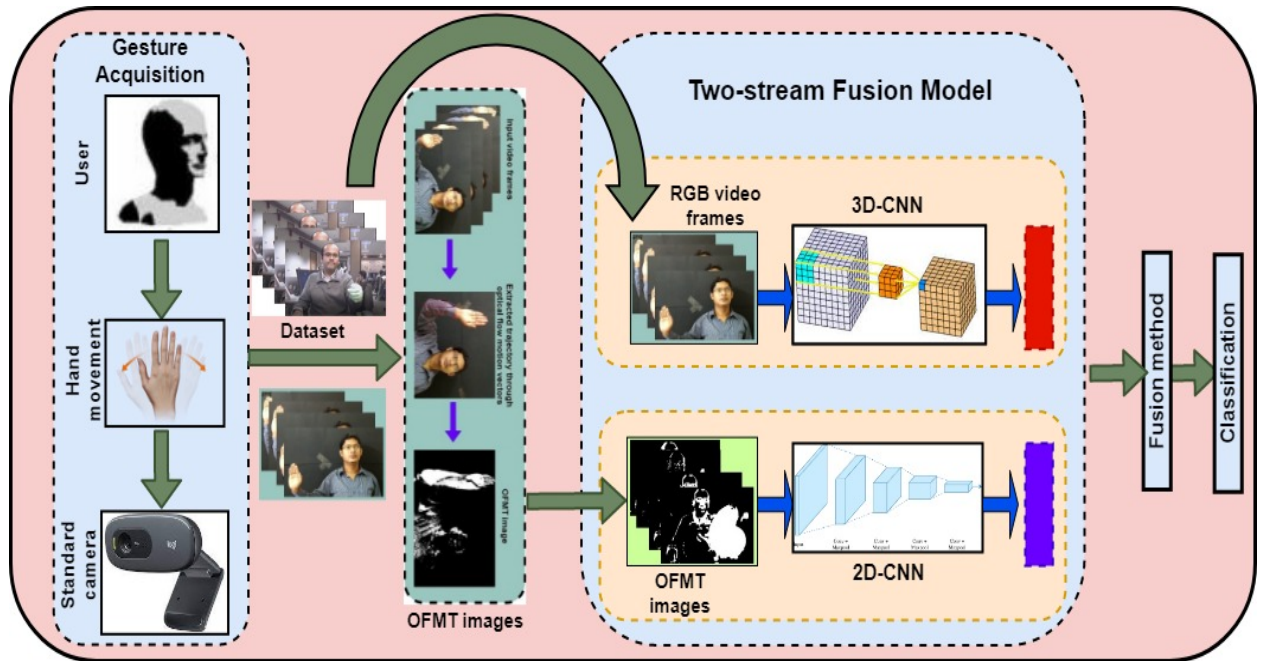 Gesture
Acquisition
User
Hand
movement
Standard
camera
Dataset
Input video frames
Extracted trajectory through
optical flow motion vectors
OFMT image
OFMT images
Two-stream Fusion Model
RGB video
frames
3D-CNN
OFMT
images
2D-CNN
Fusion method
Classification